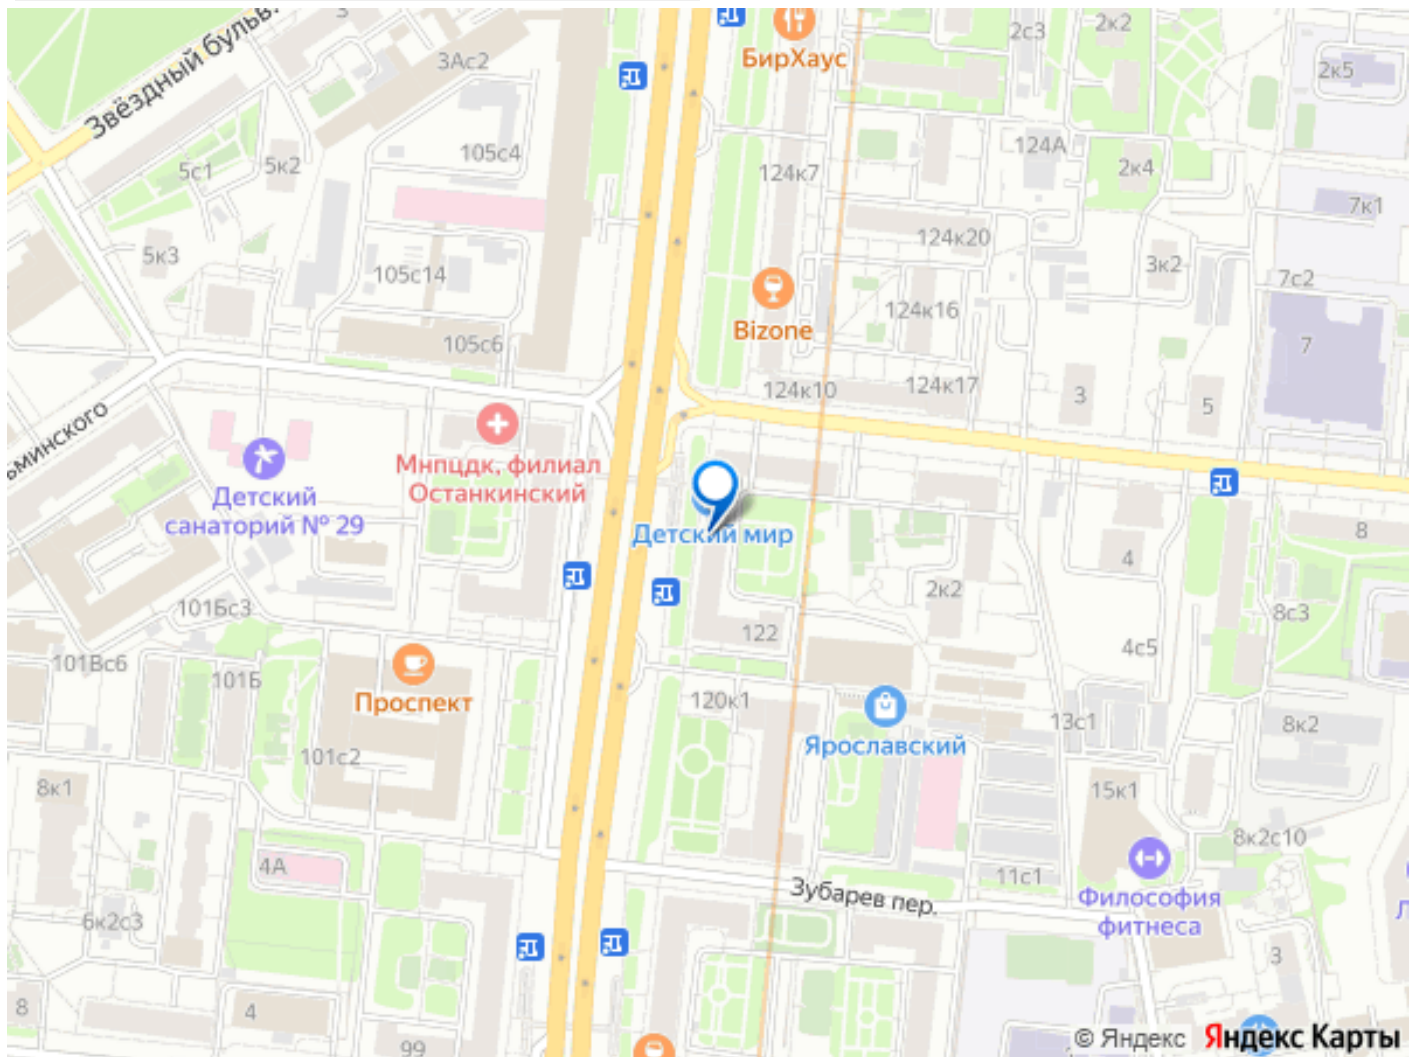 3
2к2
2с3
Звёздный бульв.
БирХаус
3Ас2
2к5
105с4
124А
5с1
5к2
124к7
2к4
7к1
124к20
5к3
3к2
105с14
7с2
124к16
Bizone
105с6
7
124к10
124к17
3
5
ьминского
Мнпцдк, филиал
Останкинский
Детский
санаторий № 29
Детский мир
8
4
2к2
101Бс3
8с3
122
4с5
101Вс6
101Б
Проспект
120к1
13с1
8к2
Ярославский
101с2
8к1
15к1
8к2с10
4А
11с1
Зубарев пер.
Философия
фитнеса
Л
6к2с3
3
8
4
99
© Яндекс Яндекс Карты